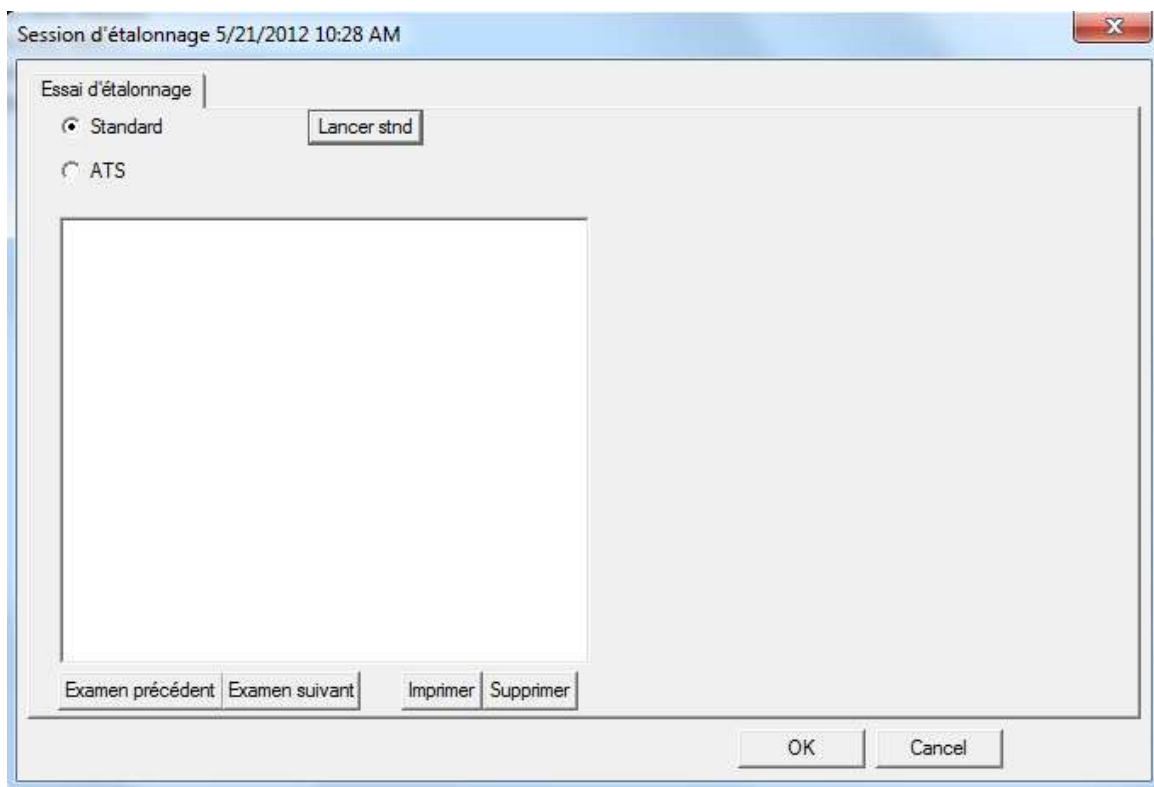 Session d'étalonnage 5/21/2012 10:28 AM
Essai d'étalonnage
Standard
Lancer stnd
ATS
Examen précédent
Examen suivant
Imprimer
Supprimer
OK
Cancel